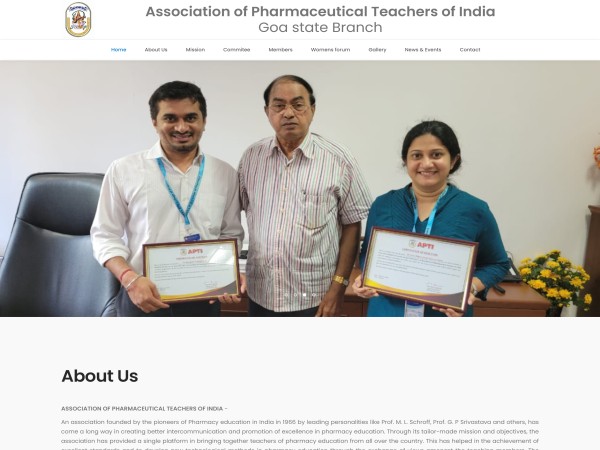 Association of Pharmaceutical Teachers of India
Goa state Branch
Home About Us Mission Commitee Members Womens forum Gallery News & Events Contact
APTI
APTI
About Us
ASSOCIATION OF PHARMACEUTICAL TEACHERS OF INDIA -
An association founded by the pioneers of Pharmacy education in India in 1966 by leading personalities like Prof. M. L. Schroff, Prof. G. P Srivastava and others, has
come a long way in creating better intercommunication and promotion of excellence in pharmacy education. Through its tailor-made mission and objectives, the
association has provided a single platform in bringing together teachers of pharmacy education from all over the country. This has helped in the achievement of